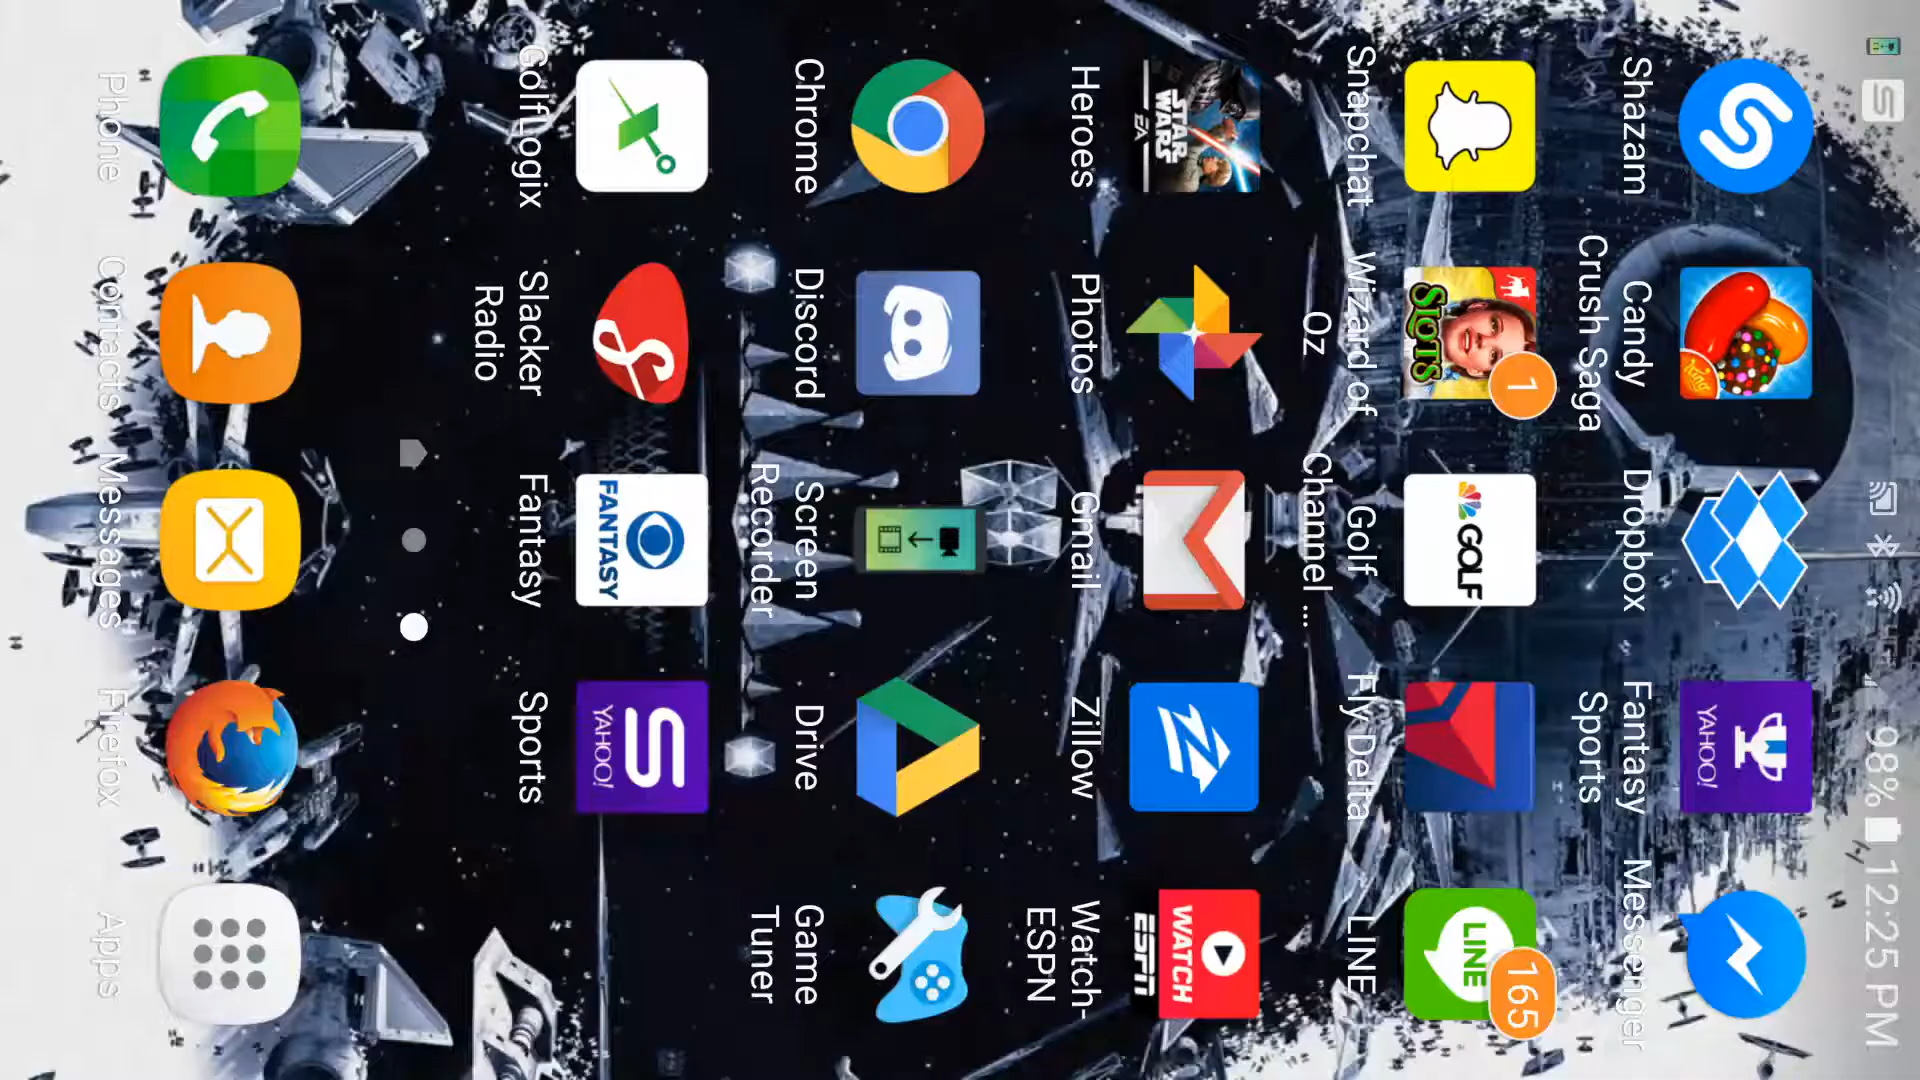 98% 12:25 PM
Shazam
Candy
Crush Saga
Dropbox
YAHOO!
Fantasy
Sports
Messenger
Snapchat
SLOTS
1
Wizard of
Oz
GOLF
Golf
Channel ...
Fly Delta
LINE
165
LINE
STAR
WARS
EA
Heroes
Photos
Gmail
Zillow
WATCH
ESPN
Watch-
ESPN
Chrome
Discord
Screen
Recorder
Drive
Game
Tuner
GolfLogix
Slacker
Radio
FANTASY
Fantasy
YAHOO!
Sports
Phone
Contacts
Messages
Firefox
Apps